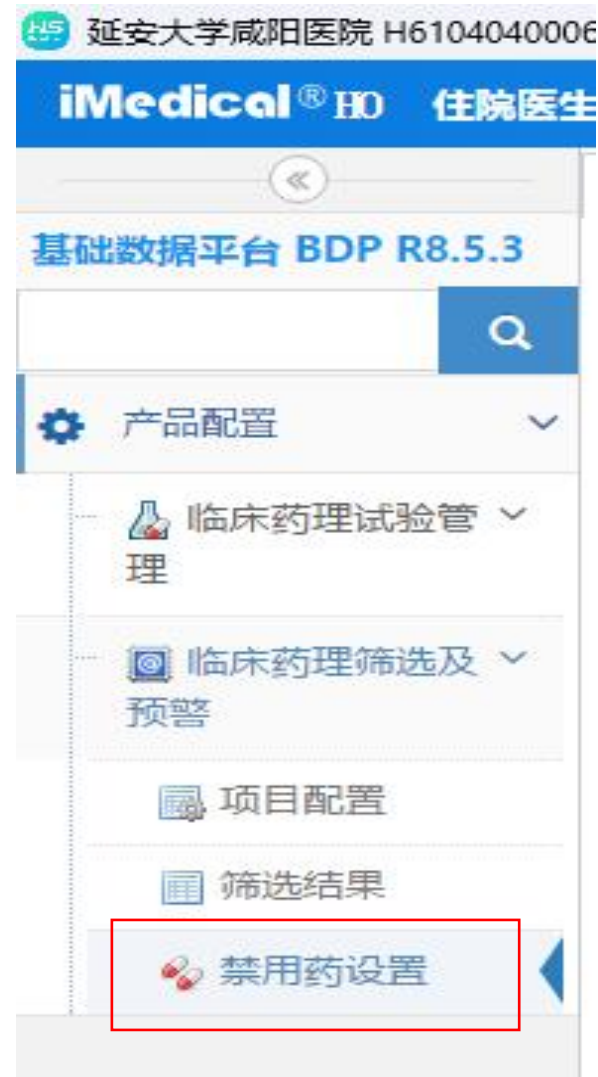 延安大学咸阳医院 H6104040006
iMedical® HO 住院医生
基础数据平台 BDP R8.5.3
产品配置
临床药理试验管
理
临床药理筛选及
预警
项目配置
筛选结果
禁用药设置